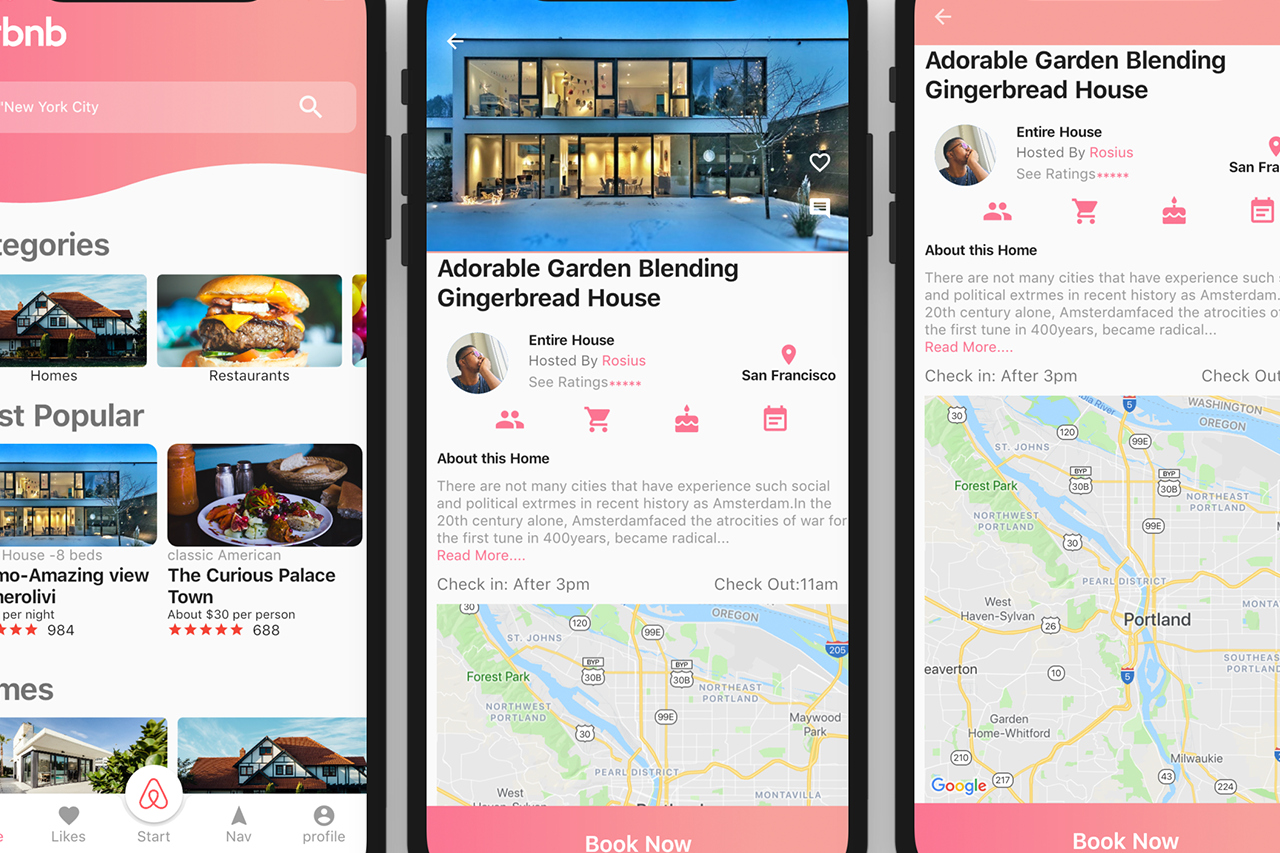 rbnb
'New York City
tegories
Homes
Restaurants
st Popular
House -8 beds
classic American
mo-Amazing view
nerolivi
The Curious Palace
Town
per night
About $30 per person
984
688
mes
Likes
Start
Nav
profile
Adorable Garden Blending
Gingerbread House
Entire House
Hosted By Rosius
See Ratings*****
San Francisco
About this Home
There are not many cities that have experience such social
and political extrmes in recent history as Amsterdam.In the
20th century alone, Amsterdamfaced the atrocities of war for
the first tune in 400years, became radical...
Read More....
Check in: After 3pm
Check Out:11am
30
120
99E
205
ST. JOHNS
BYP
30B
BYP
30B
Forest Park
NORTHEAST
PORTLAND
NORTHWEST
PORTLAND
99E
Maywood
Park
30
PEARL DISTRICT
West
MONTAVILLA
Book Now
Adorable Garden Blending
Gingerbread House
Entire House
Hosted By Rosius
See Ratings*****
San Fra
About this Home
There are not many cities that have experience such
and political extrmes in recent history as Amsterdam.
20th century alone, Amsterdamfaced the atrocities o
the first tune in 400years, became radical...
Read More....
Check in: After 3pm
Check Out
30
5
WASHINGTON
OREGON
bia River
120
99E
ST. JOHNS
BYP
30B
BYP
30B
Forest Park
NORTHEAST
PORTLAND
NORTHWEST
PORTLAND
99E
30
PEARL DISTRICT
West
Haven-Sylvan
26
Portland
MONTA
eaverton
10
5
SOUTHEAS
PORTLAND
Garden
Home-Whitford
210
217
Milwaukie
43
224
Google
Book Now